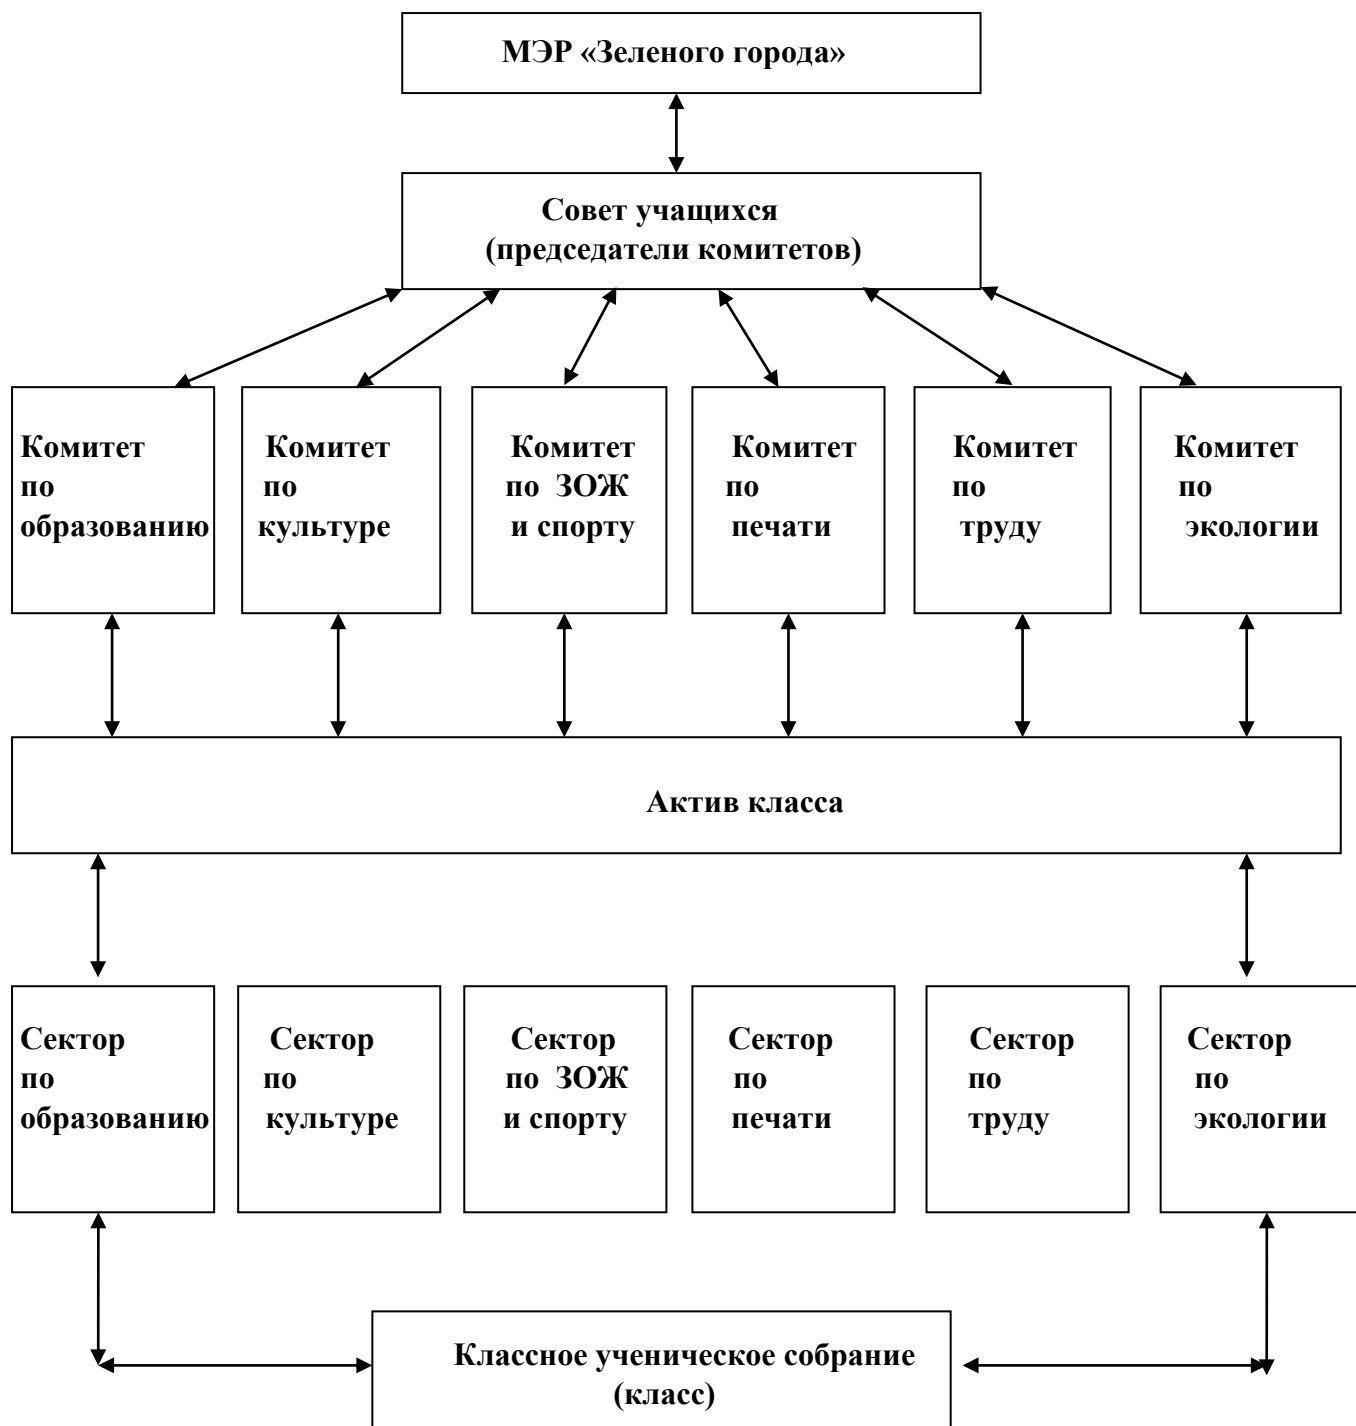 МЭР «Зеленого города»
Совет учащихся
(председатели комитетов)
Комитет
по
образованию
Комитет
по
культуре
Комитет
по ЗОЖ
и спорту
Комитет
по
печати
Комитет
по
труду
Комитет
по
экологии
Актив класса
Сектор
по
образованию
Сектор
по
культуре
Сектор
по ЗОЖ
и спорту
Сектор
по
печати
Сектор
по
труду
Сектор
по
экологии
Классное ученическое собрание
(класс)